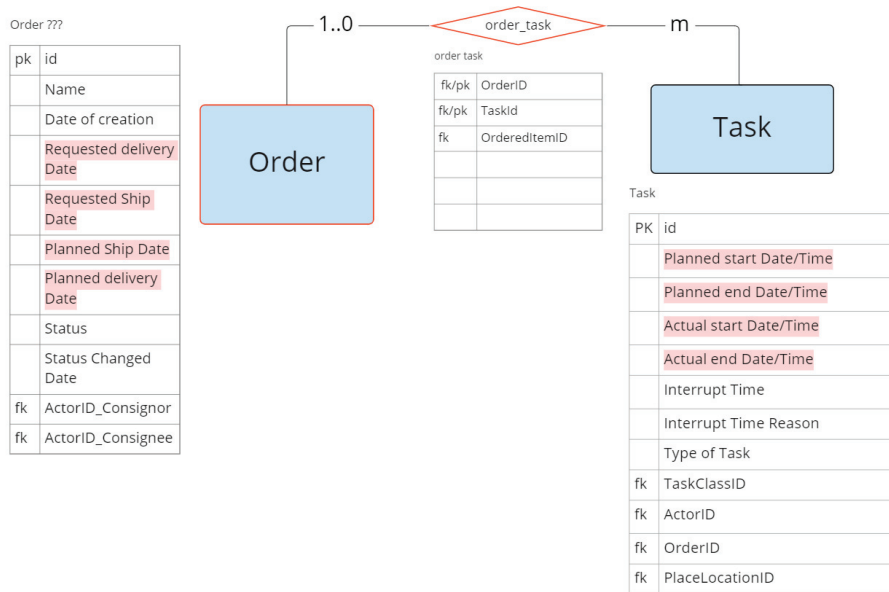 Order ???
pk id
Name
Date of creation
Requested delivery
Date
Requested Ship
Date
Planned Ship Date
Planned delivery
Date
Status
Status Changed
Date
fk ActorID_Consignor
fk ActorID_Consignee
1..0
order_task
m
Order
order task
fk/pk OrderID
fk/pk TaskId
fk OrderedItemID
Task
Task
PK id
Planned start Date/Time
Planned end Date/Time
Actual start Date/Time
Actual end Date/Time
Interrupt Time
Interrupt Time Reason
Type of Task
fk TaskClassID
fk ActorID
fk OrderID
fk PlaceLocationID